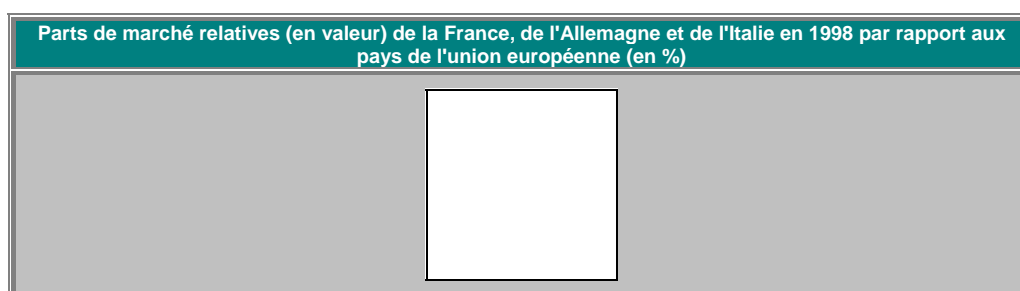 Parts de marché relatives (en valeur) de la France, de l'Allemagne et de l'Italie en 1998 par rapport aux
pays de l'union européenne (en %)